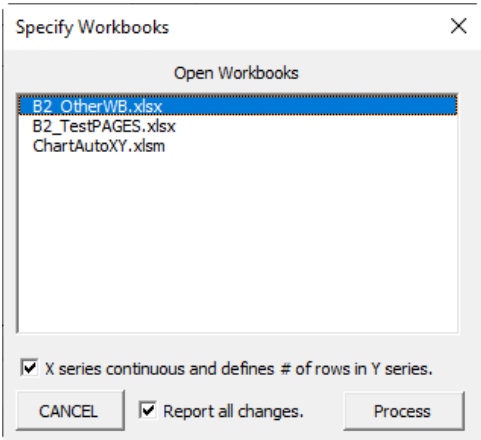 Specify Workbooks
Open Workbooks
B2_OtherWB.xlsx
B2_TestPAGES.xlsx
ChartAutoXY.xlsm
X series continuous and defines # of rows in Y series.
CANCEL Report all changes. Process